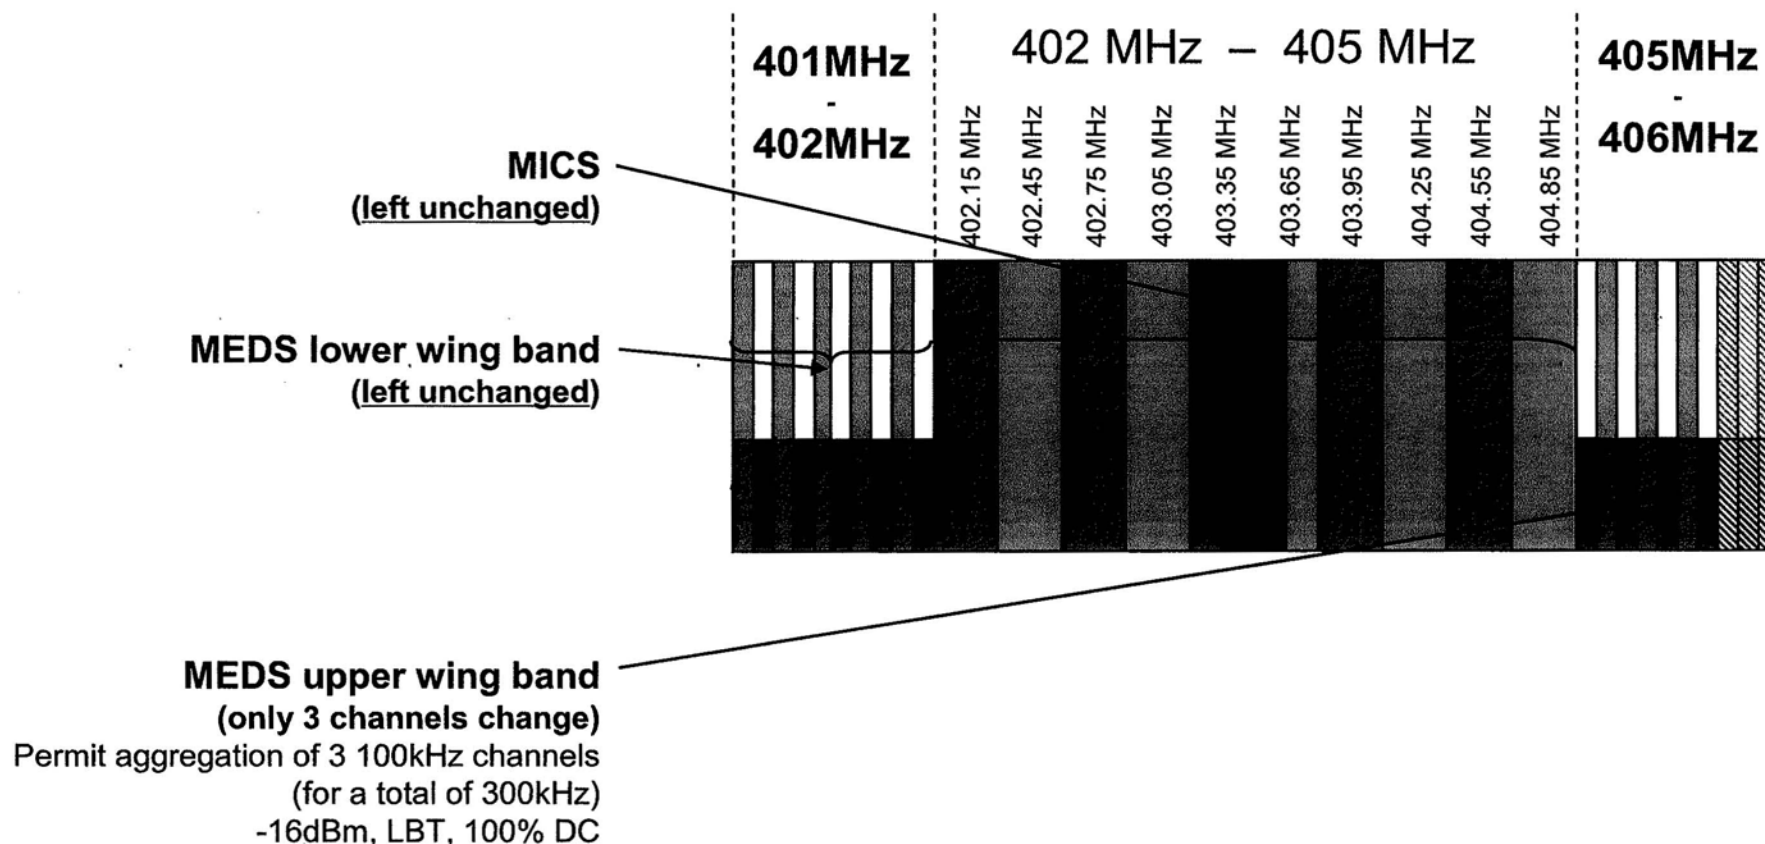 401MHz
-
402MHz
402 MHz – 405 MHz
405MHz
-
406MHz
402.15 MHz
402.45 MHz
402.75 MHz
403.05 MHz
403.35 MHz
403.65 MHz
403.95 MHz
404.25 MHz
404.55 MHz
404.85 MHz
MICS
(left unchanged)
MEDS lower wing band
(left unchanged)
MEDS upper wing band
(only 3 channels change)
Permit aggregation of 3 100kHz channels
(for a total of 300kHz)
-16dBm, LBT, 100% DC